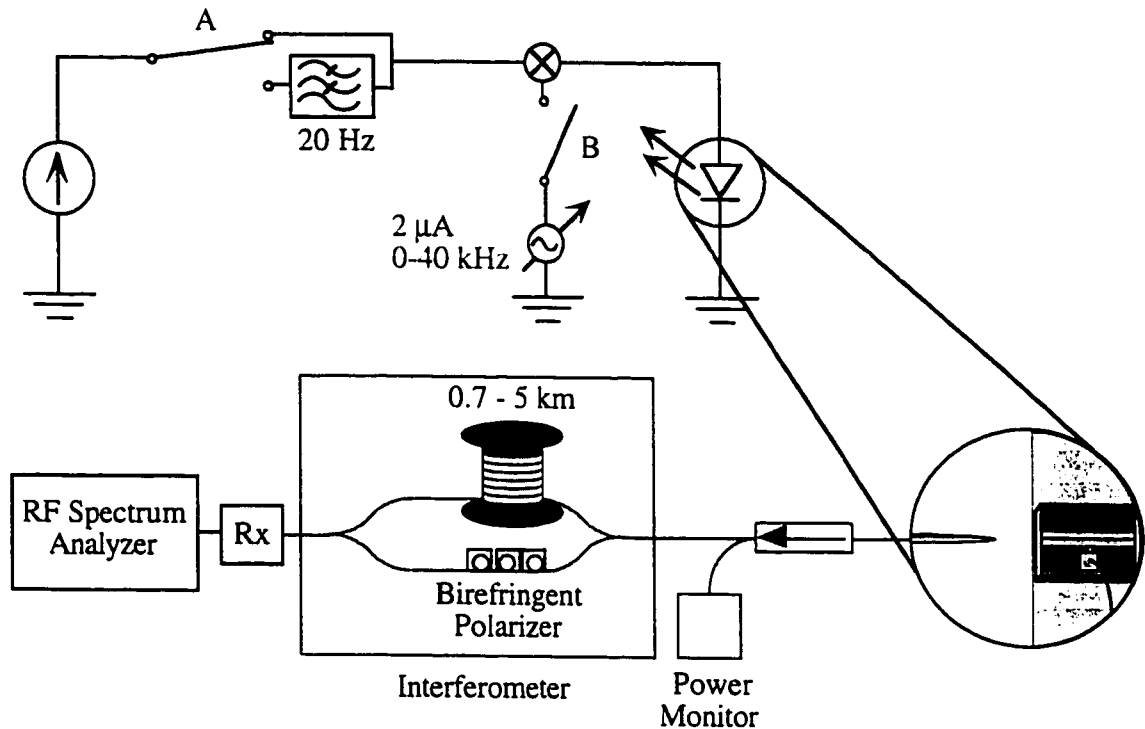 A
20 Hz
B
2 µA
0-40 kHz
0.7 - 5 km
RF Spectrum
Analyzer
Rx
Birefringent
Polarizer
Interferometer
Power
Monitor